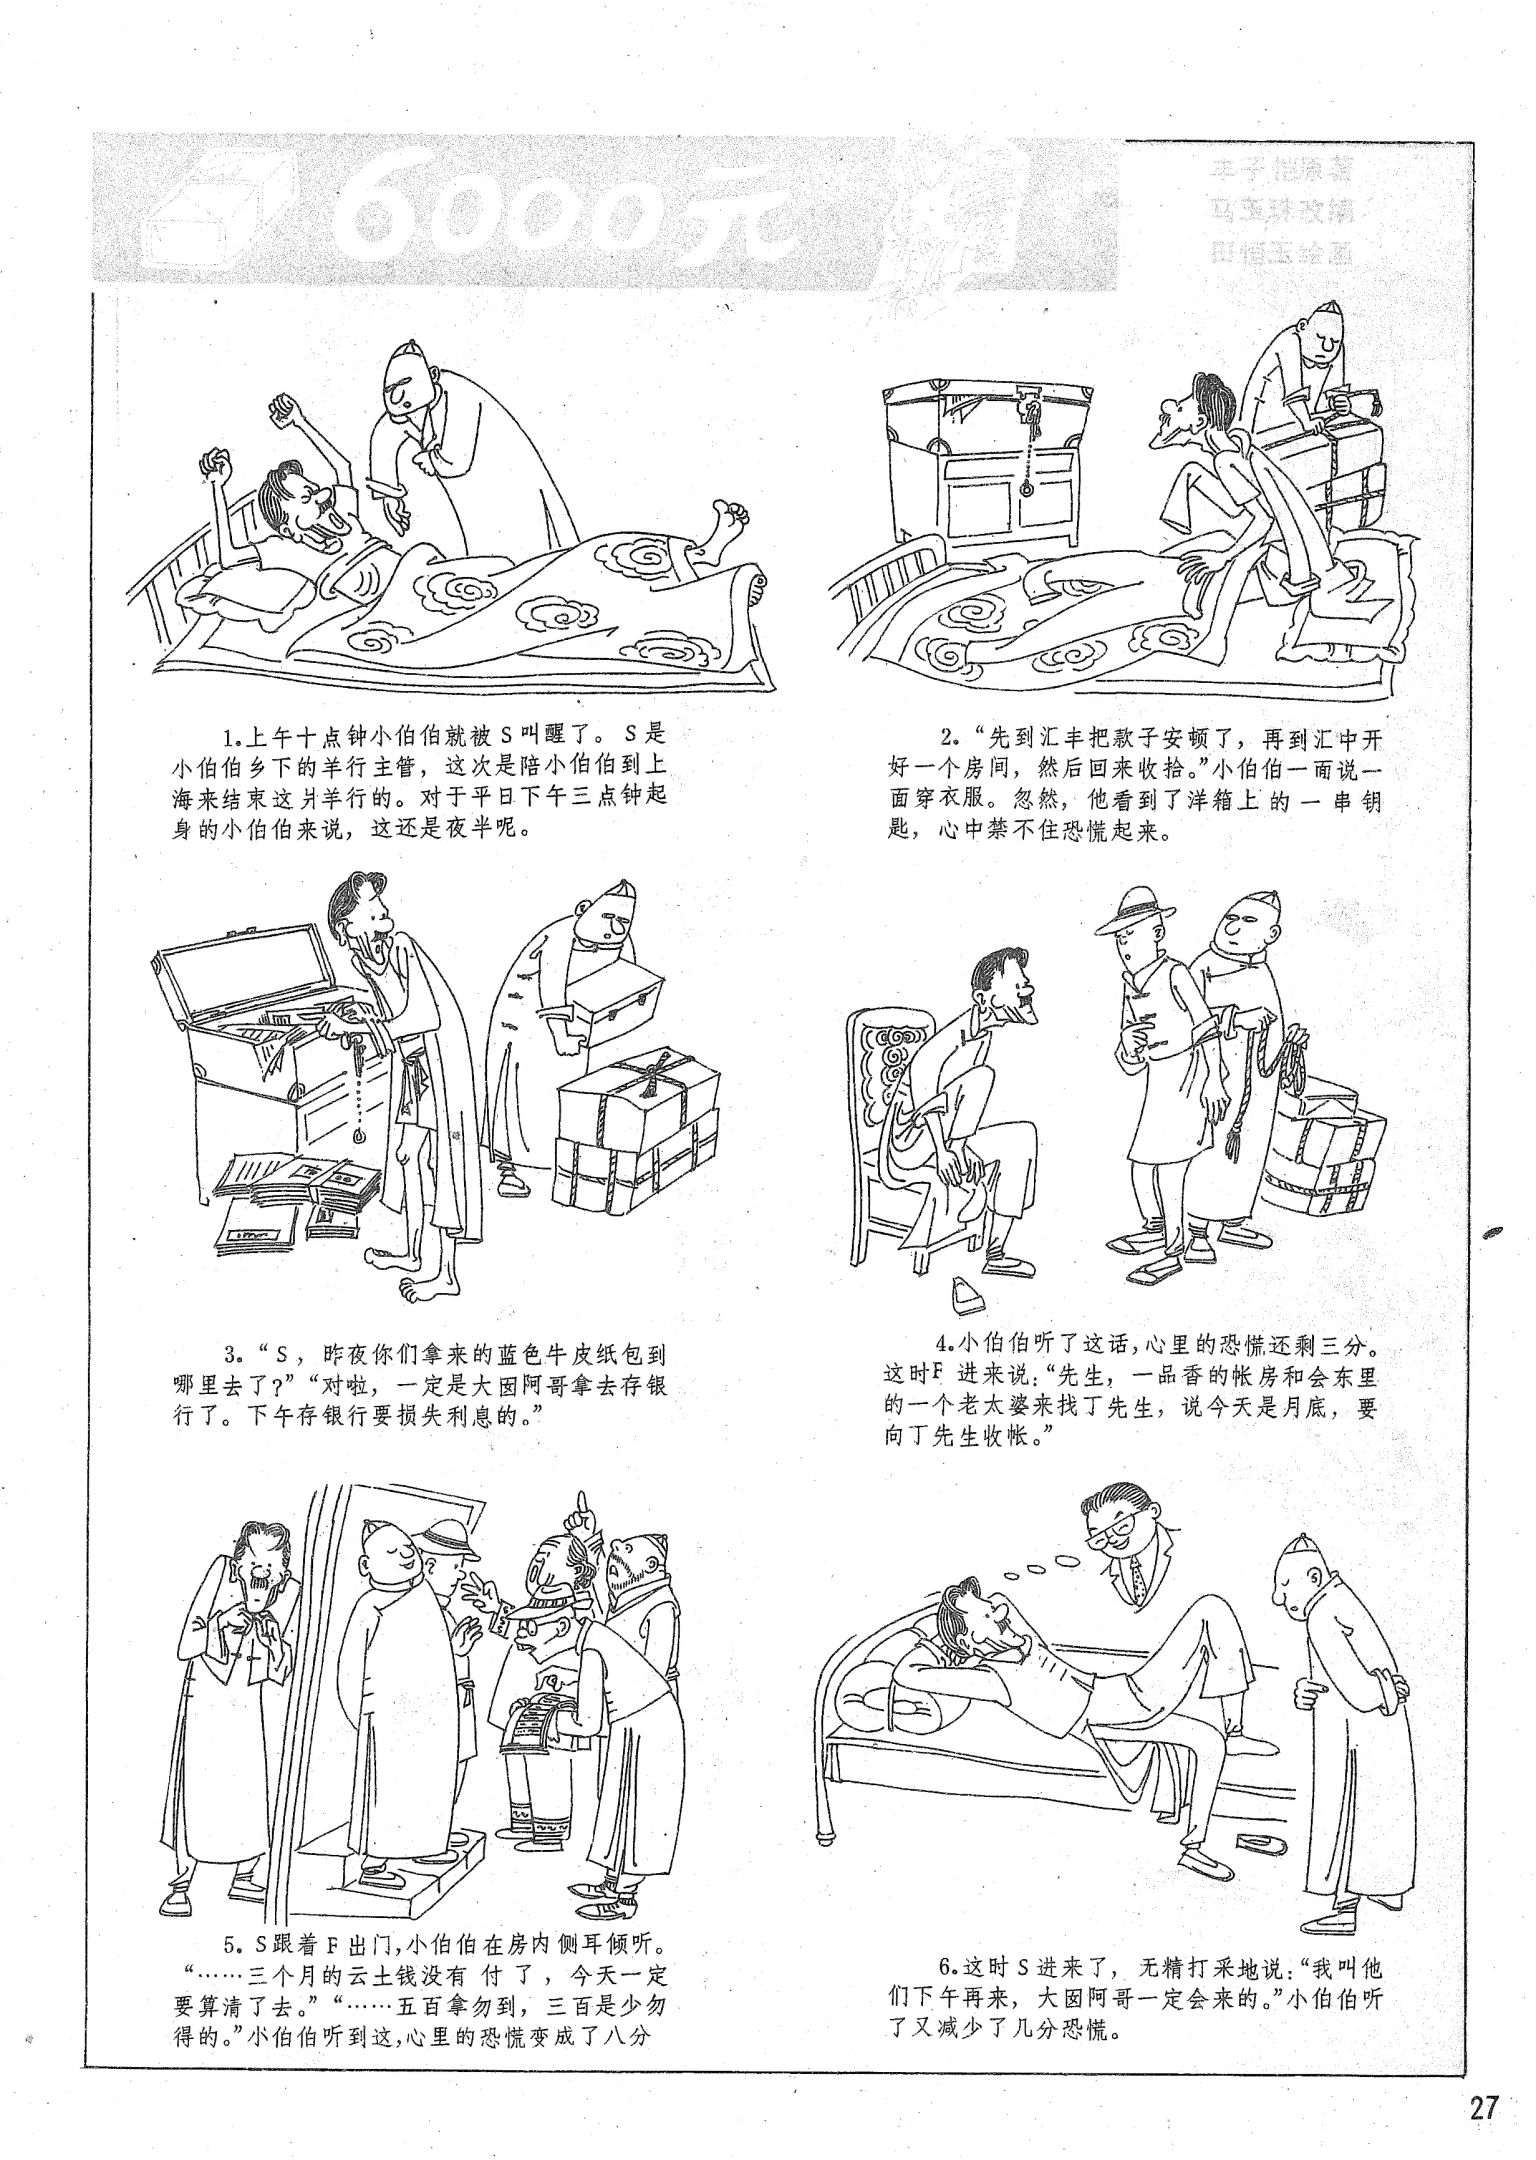 6000元
丰子恺原著
马玉珠改编
田恒玉绘画
1.上午十点钟小伯伯就被S叫醒了。S是
小伯伯乡下的羊行主管，这次是陪小伯伯到上
海来结束这爿羊行的。对于平日下午三点钟起
身的小伯伯来说，这还是夜半呢。
2.“先到汇丰把款子安顿了，再到汇中开
好一个房间，然后回来收拾。”小伯伯一面说一
面穿衣服。忽然，他看到了洋箱上的一串钥
匙，心中禁不住恐慌起来。
3.“S，昨夜你们拿来的蓝色牛皮纸包到
哪里去了？”“对啦，一定是大囡阿哥拿去存银
行了。下午存银行要损失利息的。”
4.小伯伯听了这话，心里的恐慌还剩三分。
这时F 进来说：“先生，一品香的帐房和会东里
的一个老太婆来找丁先生，说今天是月底，要
向丁先生收帐。”
5.S跟着F出门，小伯伯在房内侧耳倾听。
“……三个月的云土钱没有付了，今天一定
要算清了去。”“……五百拿勿到，三百是少勿
得的。”小伯伯听到这，心里的恐慌变成了八分
6.这时S进来了，无精打采地说：“我叫他
们下午再来，大囡阿哥一定会来的。”小伯伯听
了又减少了几分恐慌。
27